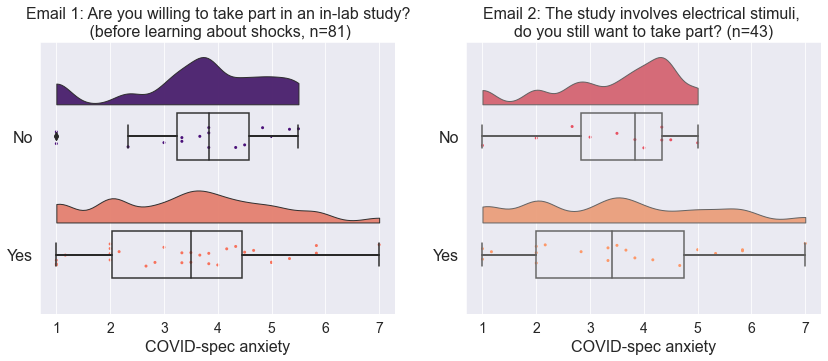 Email 1: Are you willing to take part in an in-lab study?
(before learning about shocks, n=81)
No
Yes
1 2 3 4 5 6 7
COVID-spec anxiety
Email 2: The study involves electrical stimuli,
do you still want to take part? (n=43)
No
Yes
1 2 3 4 5 6 7
COVID-spec anxiety